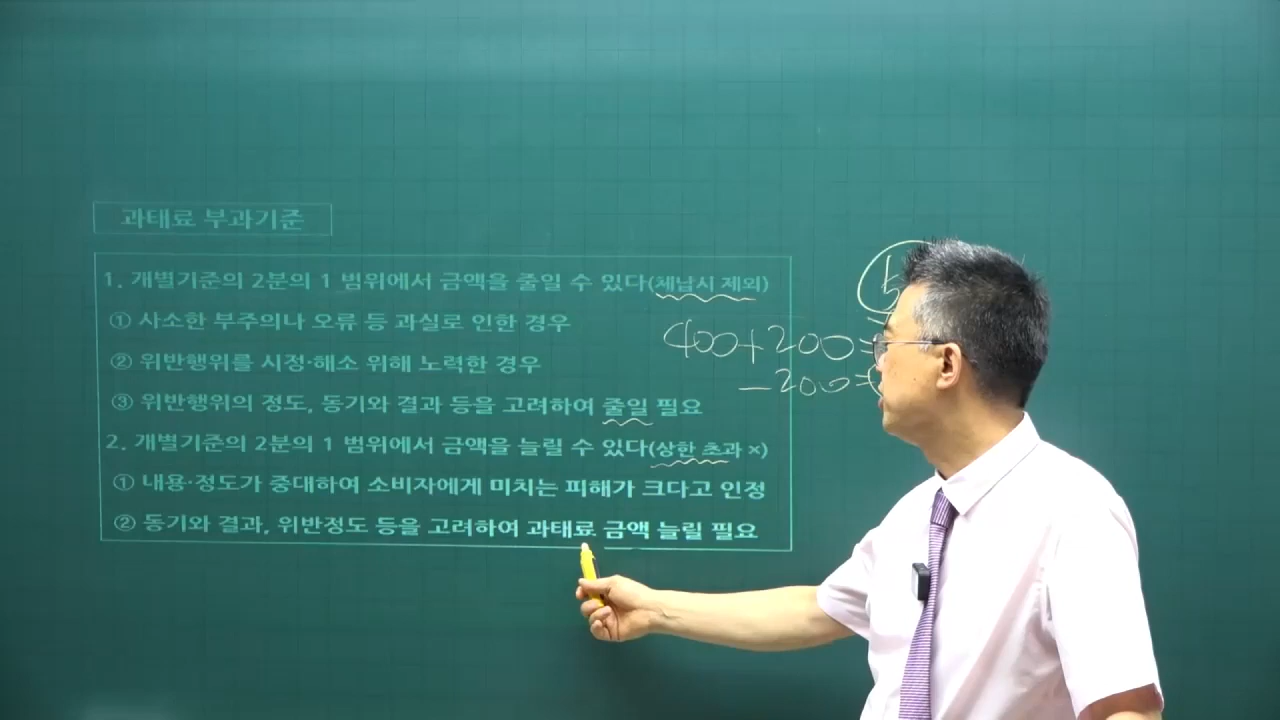 과태료 부과기준
1. 개별기준의 2분의 1 범위에서 금액을 줄일 수 있다(체납시 제외)
① 사소한 부주의나 오류 등 과실로 인한 경우
② 위반행위를 시정·해소 위해 노력한 경우
③ 위반행위의 정도, 동기와 결과 등을 고려하여 줄일 필요
2. 개별기준의 2분의 1 범위에서 금액을 늘릴 수 있다(상한 초과 ×)
① 내용·정도가 중대하여 소비자에게 미치는 피해가 크다고 인정
② 동기와 결과, 위반정도 등을 고려하여 과태료 금액 늘릴 필요
400+200=
-200=